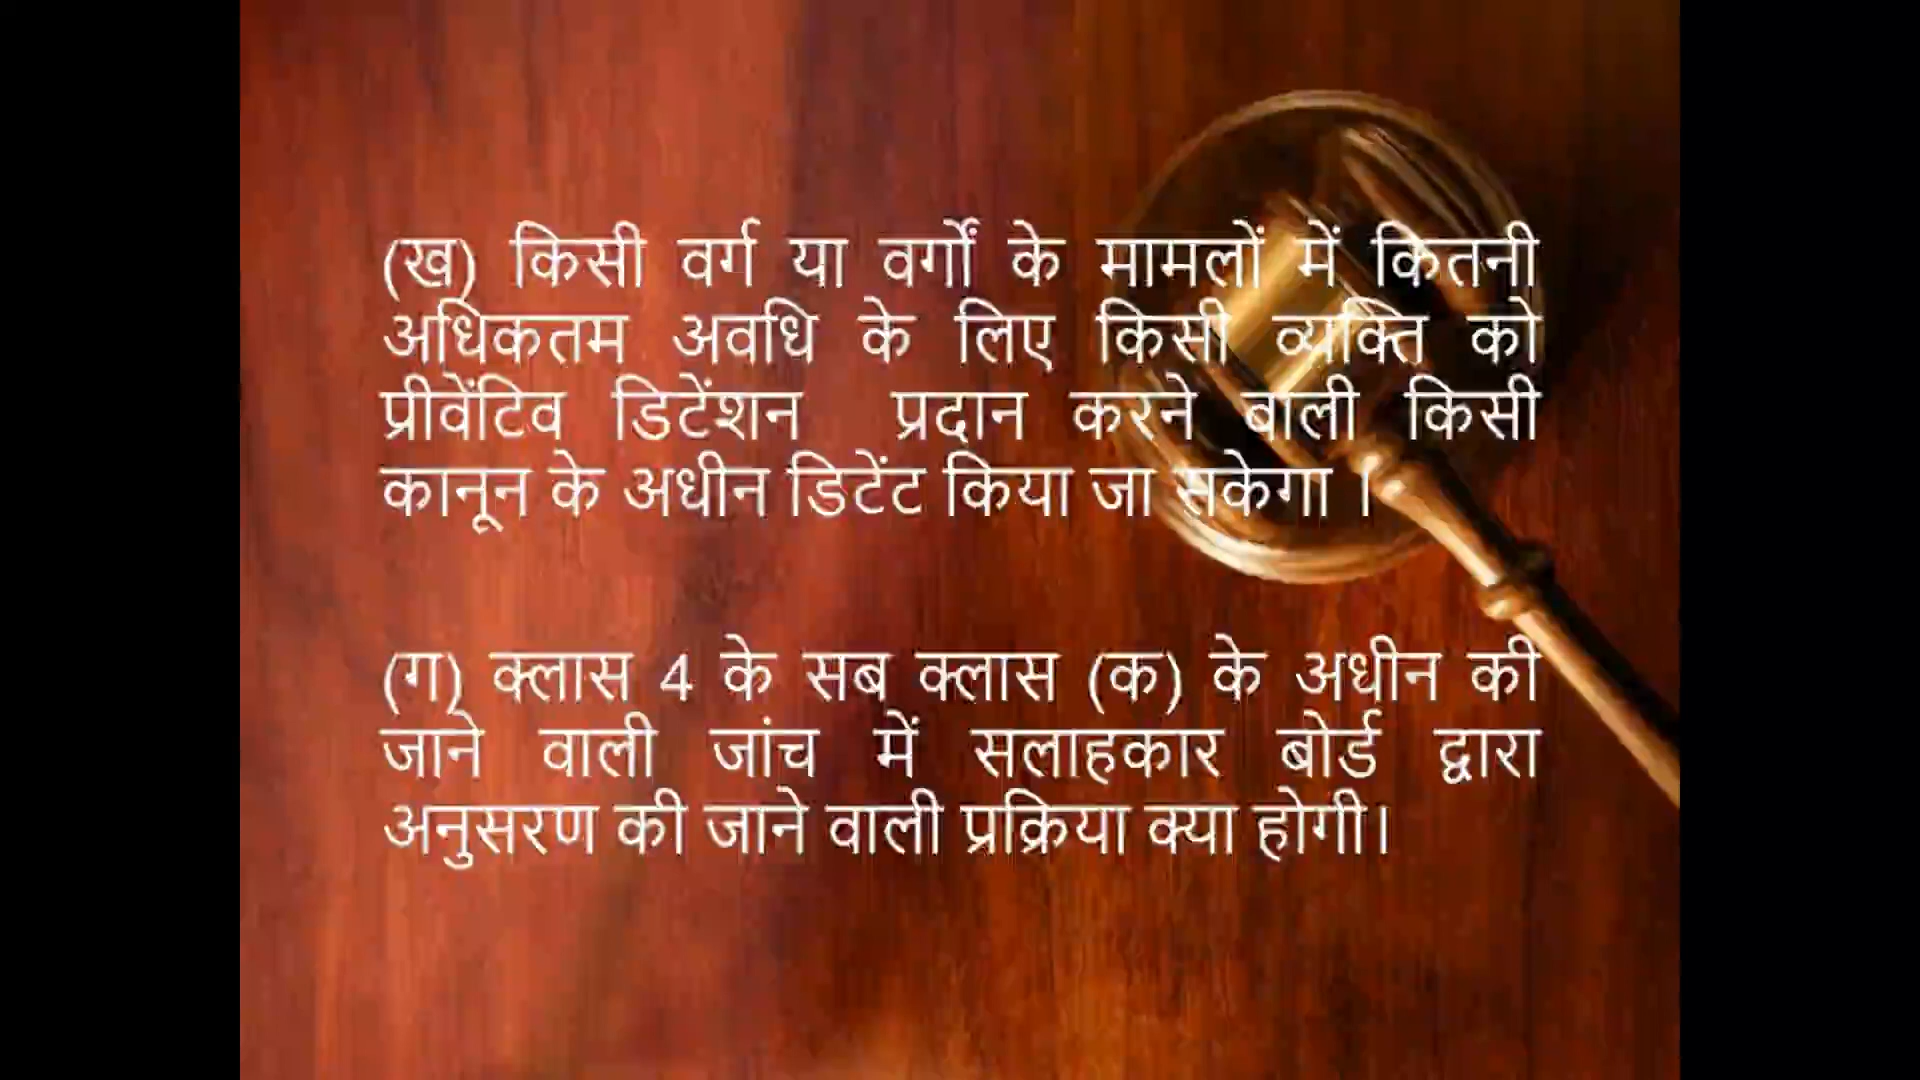 (ख) किसी वर्ग या वर्गों के मामलों में कितनी
अधिकतम अवधि के लिए किसी व्यक्ति को
प्रीवेंटिव डिटेंशन प्रदान करने वाली किसी
कानून के अधीन डिटेंट किया जा सकेगा ।
(ग) क्लास 4 के सब क्लास (क) के अधीन की
जाने वाली जांच में सलाहकार बोर्ड द्वारा
अनुसरण की जाने वाली प्रक्रिया क्या होगी।